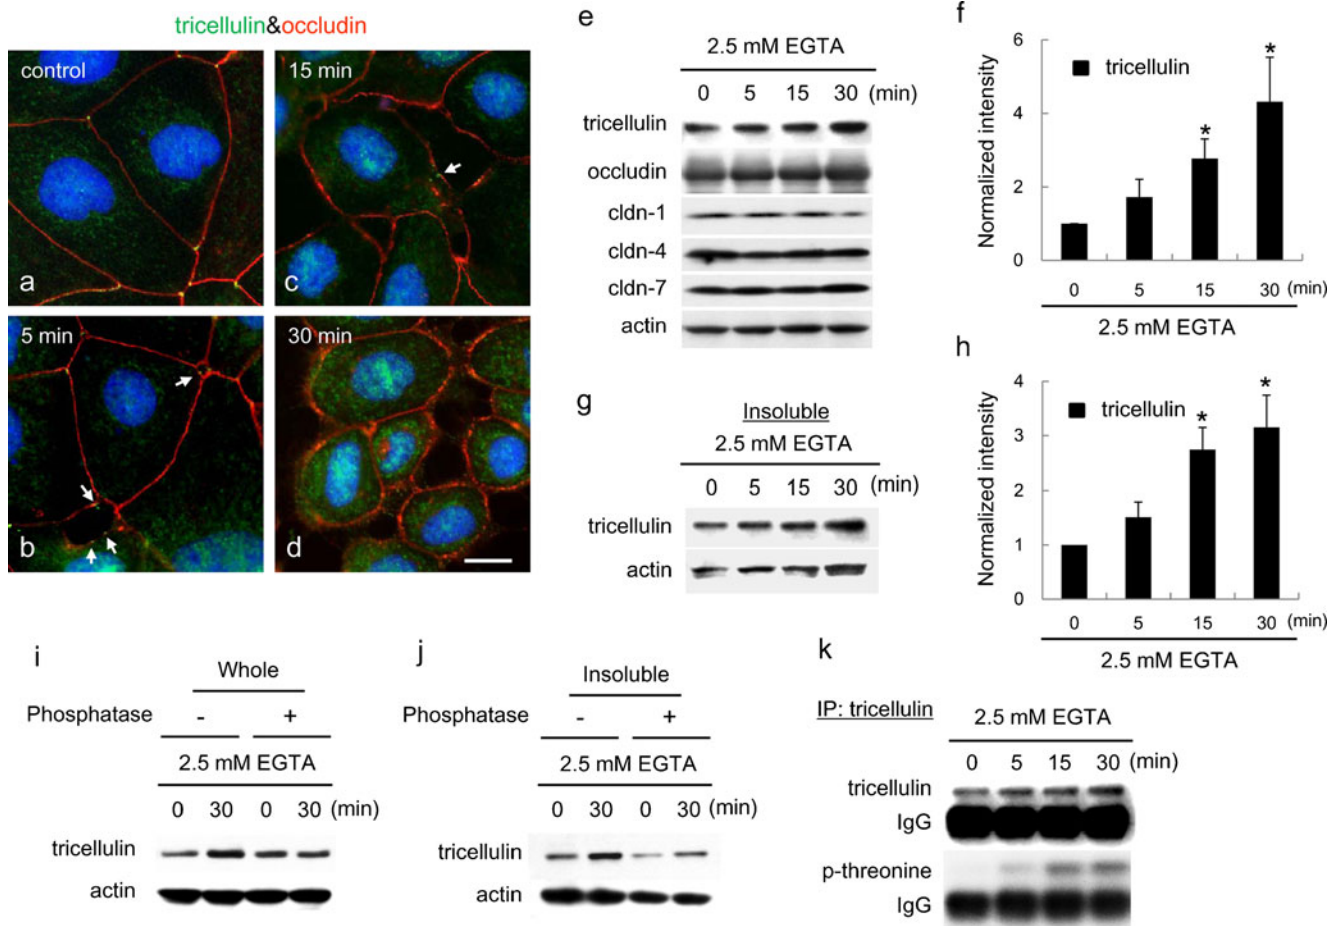 tricellulin&occludin
control
a
15 min
c
5 min
b
30 min
d
e
2.5 mM EGTA
0 5 15 30 (min)
tricellulin
occludin
cldn-1
cldn-4
cldn-7
actin
f
Normalized intensity
6
4
2
0
tricellulin
*
*
0 5 15 30 (min)
2.5 mM EGTA
g
Insoluble
2.5 mM EGTA
0 5 15 30 (min)
tricellulin
actin
h
Normalized intensity
4
3
2
1
0
tricellulin
*
*
0 5 15 30 (min)
2.5 mM EGTA
i
Whole
Phosphatase - +
2.5 mM EGTA
0 30 0 30 (min)
tricellulin
actin
j
Insoluble
Phosphatase - +
2.5 mM EGTA
0 30 0 30 (min)
tricellulin
actin
k
IP: tricellulin
2.5 mM EGTA
0 5 15 30 (min)
tricellulin
IgG
p-threonine
IgG